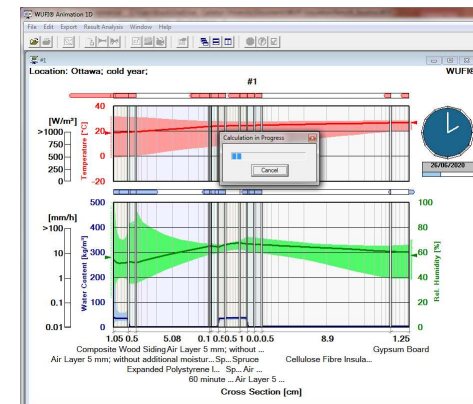 WUFI® Animation 1D
File Edit Export Result Analysis Window Help
#1
Location: Ottawa; cold year;
WUFI®
#1
[W/m²]
>1000
750
500
250
0
Temperature [°C]
40
20
0
-20
Calculation in Progress
Cancel
26/06/2020
[mm/h]
>100
10
1
0.1
0.01
Water Content [kg/m³]
500
400
300
200
100
0
100
80
60
40
20
0
Rel. Humidity [%]
1.05 0.5 5.08 0.1 0.5 1 0.0.5 8.9 1.25
Composite Wood Siding Air Layer 5 mm; without ... Gypsum Board
Air Layer 5 mm; without additional moistur... Sp... Spruce Cellulose Fibre Insula...
Expanded Polystyrene I... Sp... Air ...
60 minute ... Air Layer 5 ...
Cross Section [cm]